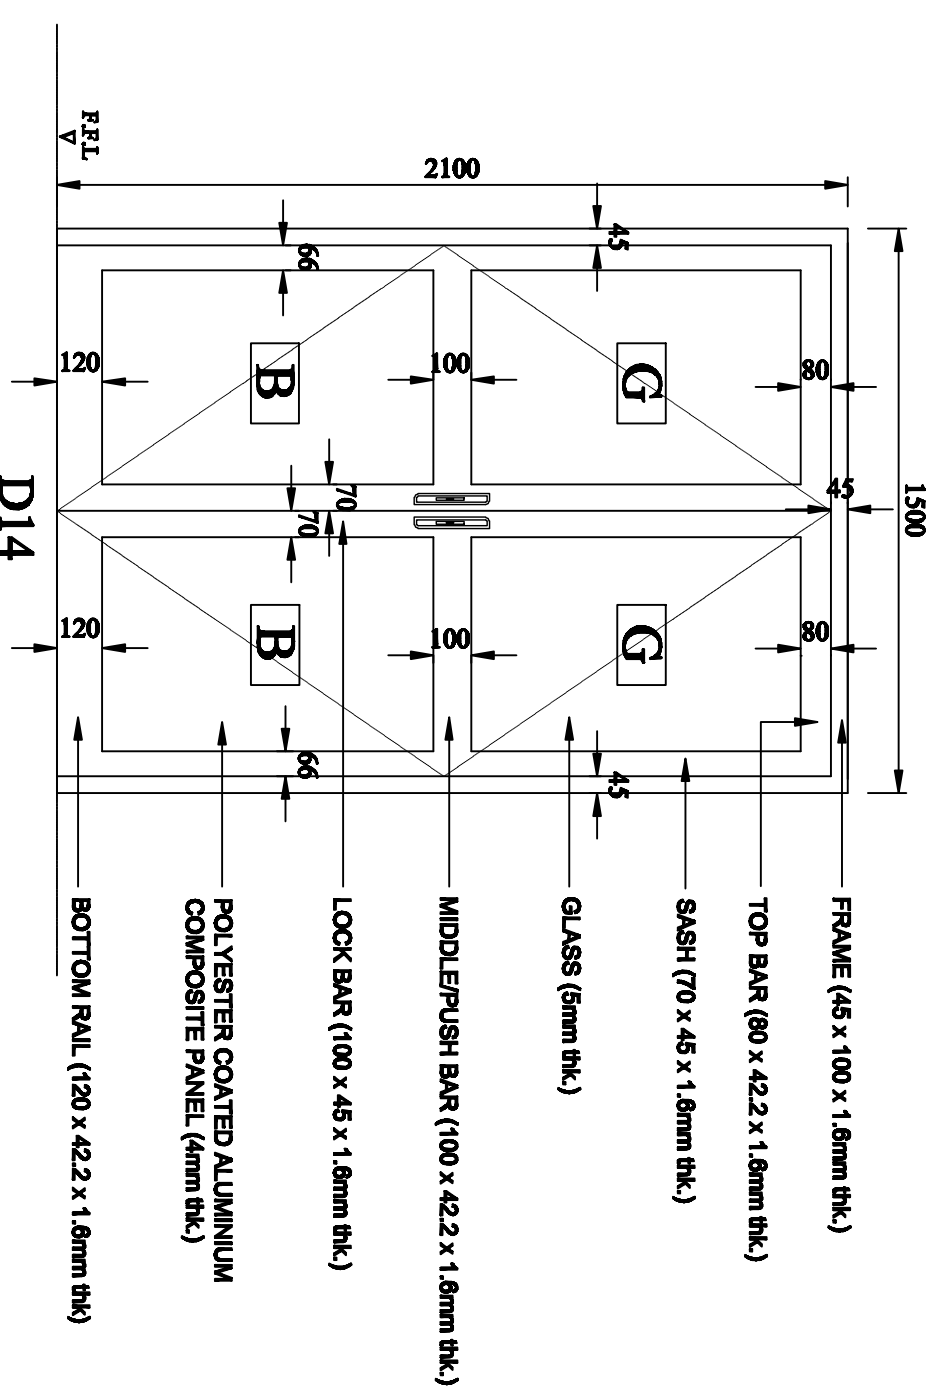 1500
45
2100
45
45
80
80
G
G
100
100
B
B
70
70
66
66
120
120
F.F.L
FRAME (45 x 100 x 1.6mm thk.)
TOP BAR (80 x 42.2 x 1.6mm thk.)
SASH (70 x 45 x 1.6mm thk.)
GLASS (5mm thk.)
MIDDLE/PUSH BAR (100 x 42.2 x 1.6mm thk.)
LOCK BAR (100 x 45 x 1.6mm thk.)
POLYESTER COATED ALUMINIUM
COMPOSITE PANEL (4mm thk.)
BOTTOM RAIL (120 x 42.2 x 1.6mm thk)
D14